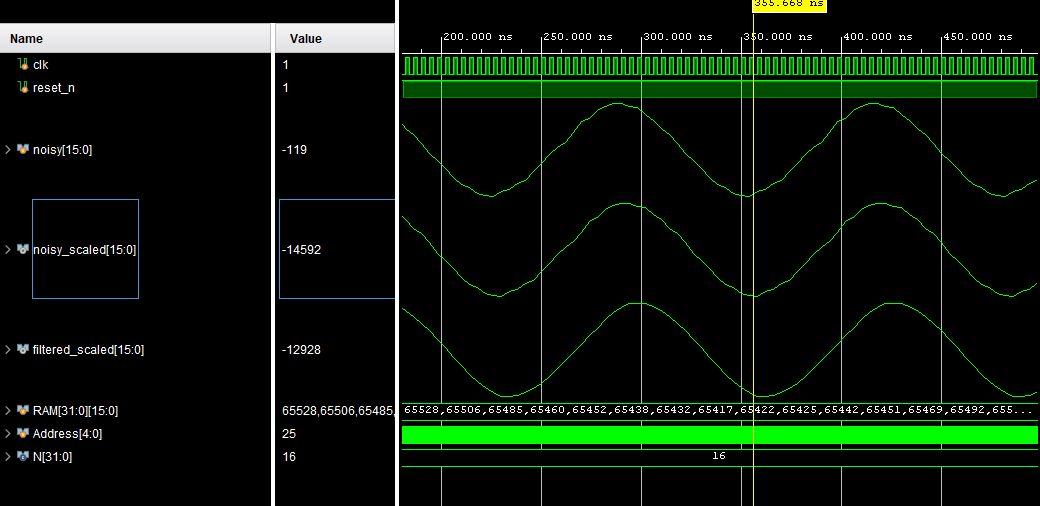 355.668 ns
Name Value
200.000 ns 250.000 ns 300.000 ns 350.000 ns 400.000 ns 450.000 ns
clk 1
reset_n 1
noisy[15:0] -119
noisy_scaled[15:0] -14592
filtered_scaled[15:0] -12928
RAM[31:0][15:0] 65528,65506,65485, 65528,65506,65485,65460,65452,65438,65432,65417,65422,65425,65442,65451,65469,65492,655...
Address[4:0] 25
N[31:0] 16 16